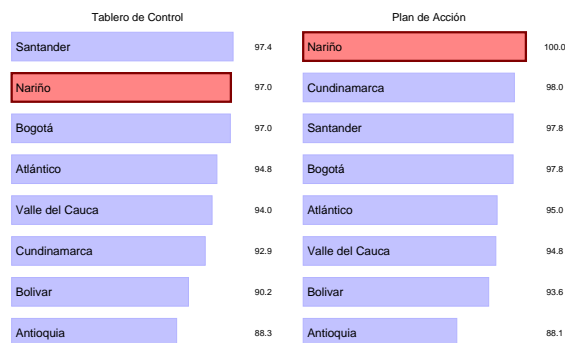 Tablero de Control
Santander 97.4
Nariño 97.0
Bogotá 97.0
Atlántico 94.8
Valle del Cauca 94.0
Cundinamarca 92.9
Bolivar 90.2
Antioquia 88.3
Plan de Acción
Nariño 100.0
Cundinamarca 98.0
Santander 97.8
Bogotá 97.8
Atlántico 95.0
Valle del Cauca 94.8
Bolivar 93.6
Antioquia 88.1